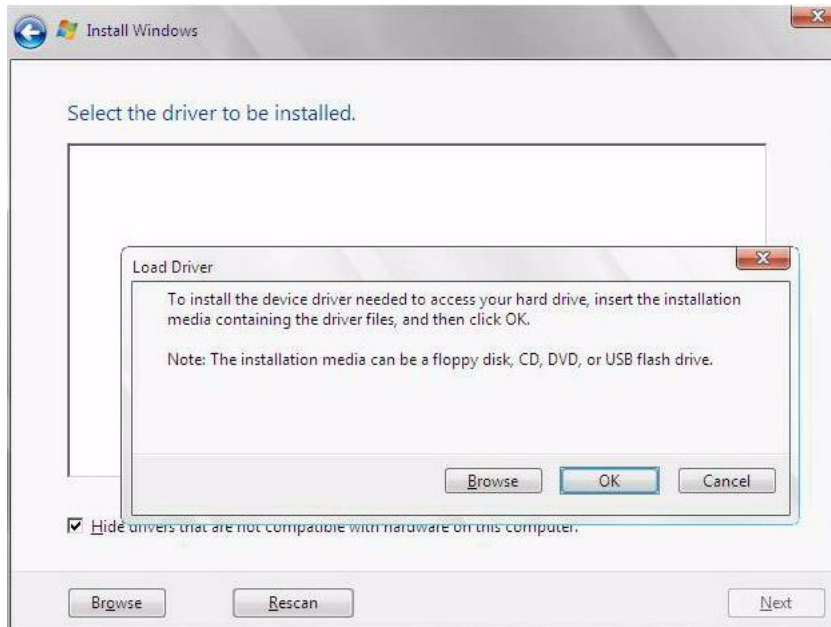 Install Windows
Select the driver to be installed.
Load Driver
To install the device driver needed to access your hard drive, insert the installation
media containing the driver files, and then click OK.
Note: The installation media can be a floppy disk, CD, DVD, or USB flash drive.
Browse OK Cancel
Hide drivers that are not compatible with hardware on this computer.
Browse Rescan Next